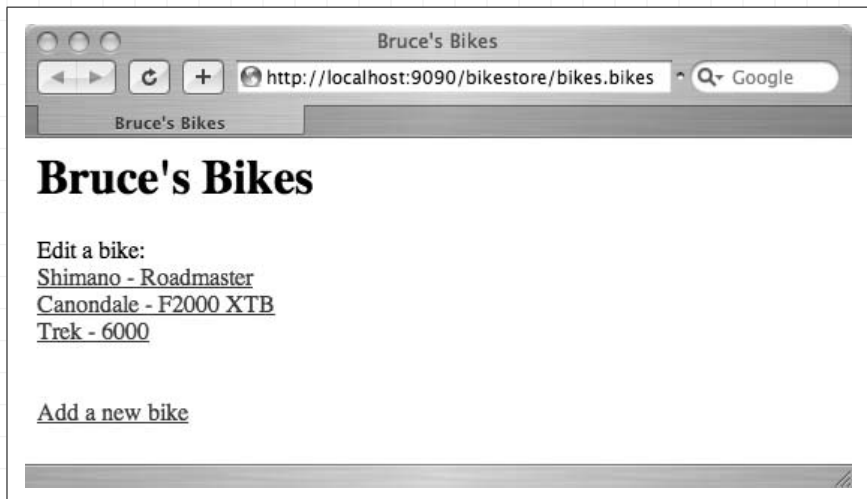 Bruce's Bikes
http://localhost:9090/bikestore/bikes.bikes
Google
Bruce's Bikes
Bruce's Bikes
Edit a bike:
Shimano - Roadmaster
Canondale - F2000 XTB
Trek - 6000
Add a new bike